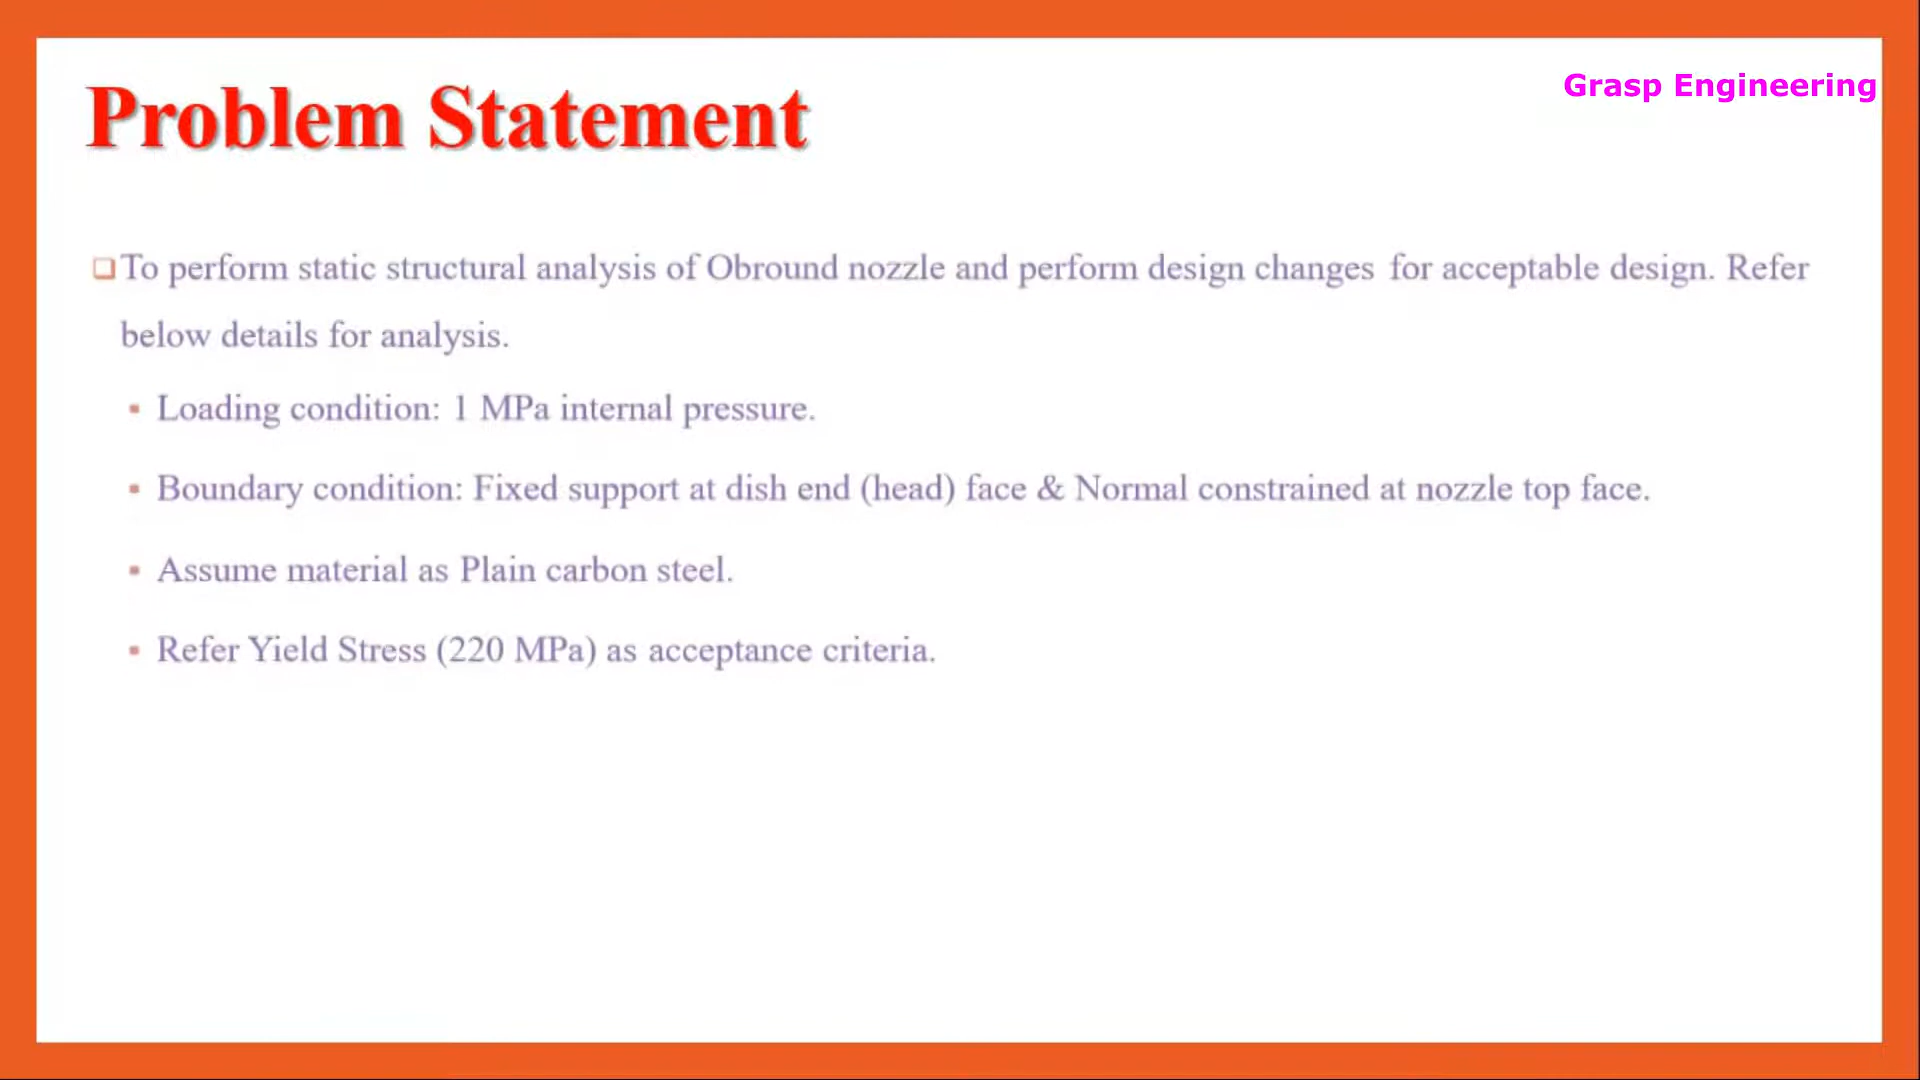 Problem Statement
Grasp Engineering
To perform static structural analysis of Obround nozzle and perform design changes for acceptable design. Refer
below details for analysis.
Loading condition: 1 MPa internal pressure.
Boundary condition: Fixed support at dish end (head) face & Normal constrained at nozzle top face.
Assume material as Plain carbon steel.
Refer Yield Stress (220 MPa) as acceptance criteria.